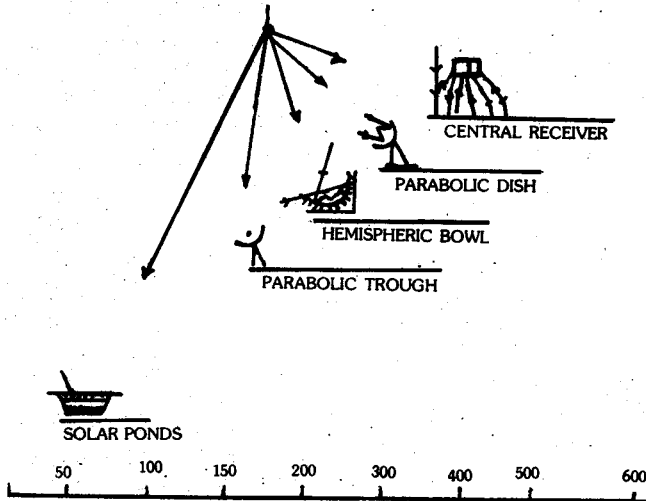 CENTRAL RECEIVER
PARABOLIC DISH
HEMISPHERIC BOWL
PARABOLIC TROUGH
SOLAR PONDS
50 100 150 200 300 400 500 600